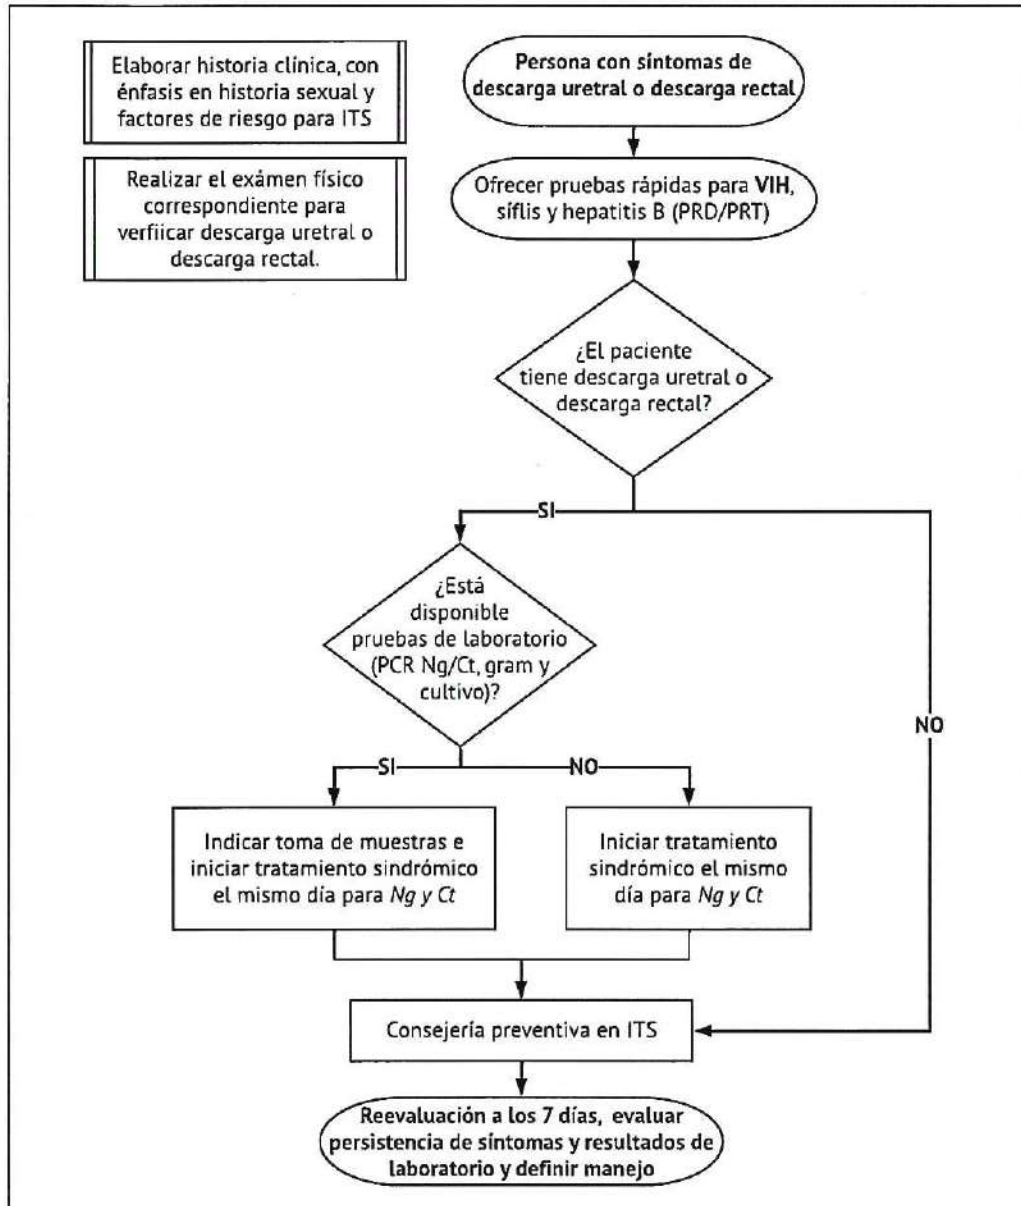 Elaborar historia clínica, con
énfasis en historia sexual y
factores de riesgo para ITS
Realizar el exámen físico
correspondiente para
verfiicar descarga uretral o
descarga rectal.
Persona con síntomas de
descarga uretral o descarga rectal
Ofrecer pruebas rápidas para VIH,
síflis y hepatitis B (PRD/PRT)
¿El paciente
tiene descarga uretral o
descarga rectal?
SI
¿Está
disponible
pruebas de laboratorio
(PCR Ng/Ct, gram y
cultivo)?
NO
SI
NO
Indicar toma de muestras e
iniciar tratamiento sindrómico
el mismo día para Ng y Ct
Iniciar tratamiento
sindrómico el mismo
día para Ng y Ct
Consejería preventiva en ITS
Reevaluación a los 7 días, evaluar
persistencia de síntomas y resultados de
laboratorio y definir manejo